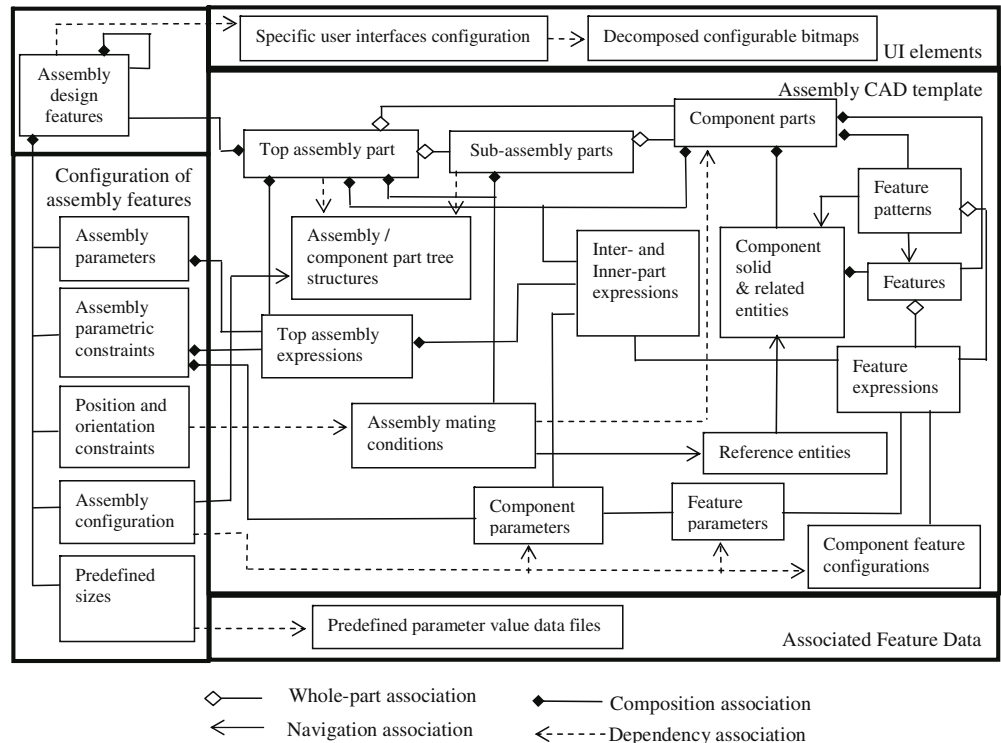 Specific user interfaces configuration
Decomposed configurable bitmaps
UI elements
Assembly
design
features
Assembly CAD template
Component parts
Top assembly part
Sub-assembly parts
Configuration of
assembly features
Feature
patterns
Assembly
parameters
Assembly /
component part tree
structures
Inter- and
Inner-part
expressions
Component
solid
& related
entities
Features
Assembly
parametric
constraints
Top assembly
expressions
Feature
expressions
Position and
orientation
constraints
Assembly mating
conditions
Reference entities
Assembly
configuration
Component
parameters
Feature
parameters
Component feature
configurations
Predefined
sizes
Predefined parameter value data files
Associated Feature Data
Whole-part association
Composition association
Navigation association
Dependency association